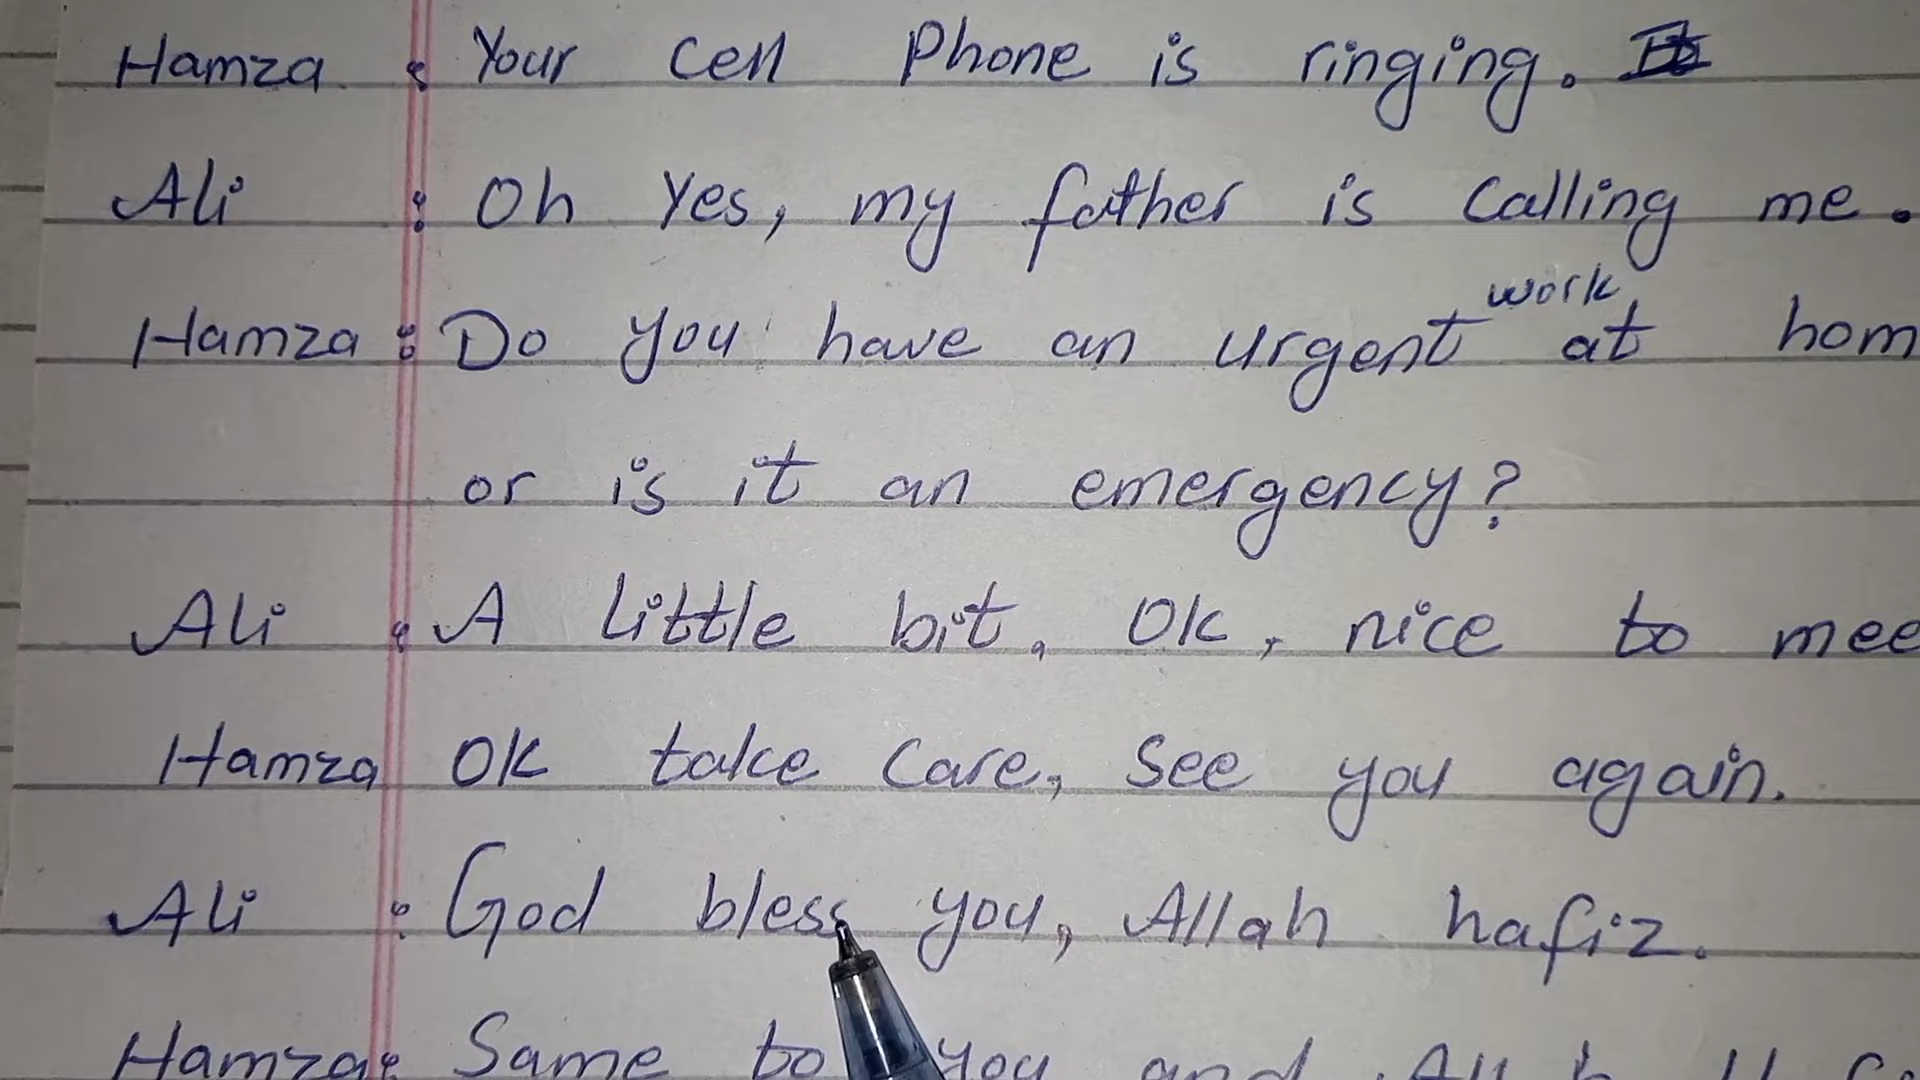 Hamza : Your cell Phone is ringing.
Ali : Oh Yes, my father is Calling me.
Hamza : Do you have an urgent work at hom
or is it an emergency?
Ali : A little bit, Ok, nice to mee
Hamza OK take Care, See you again.
Ali : God bless you, Allah hafiz.
Hamza: Same to you and